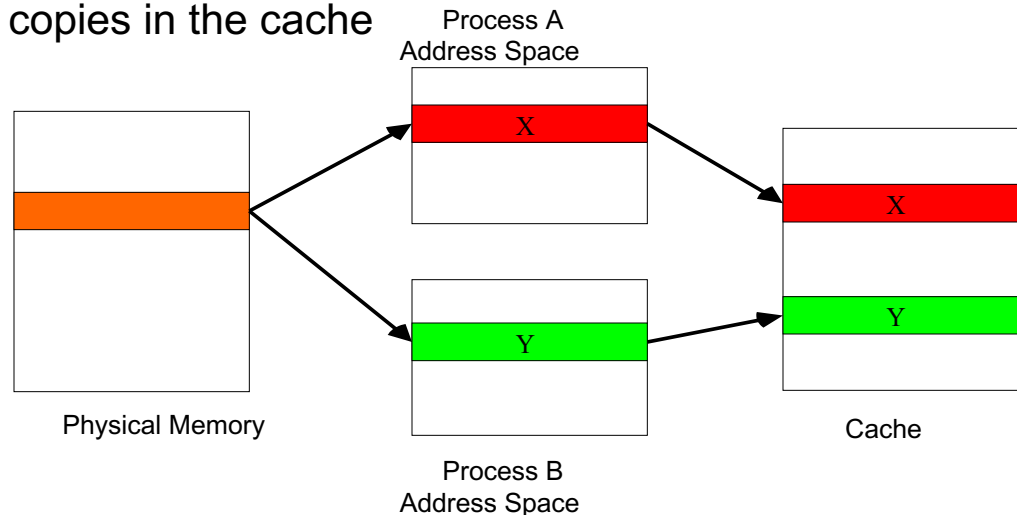 copies in the cache
Process A
Address Space
X
X
Y
Y
Physical Memory
Cache
Process B
Address Space